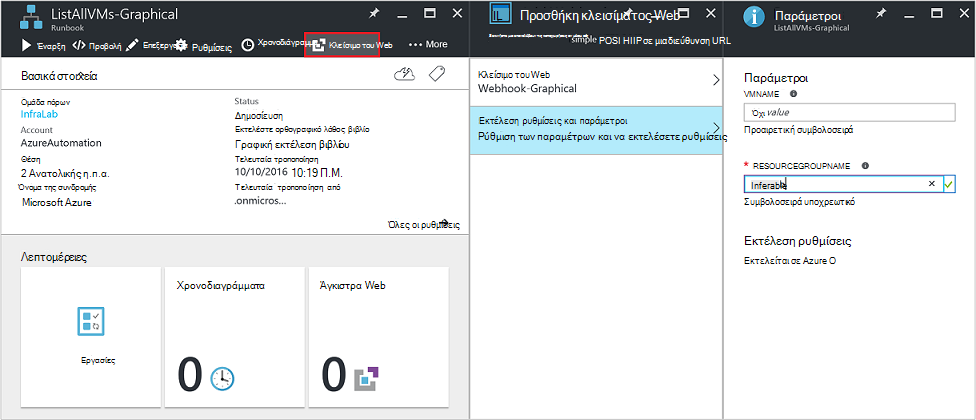 ListAllVMs-Graphical
Runbook
Έναρξη
Προβολή
Επεξεργα
Ρυθμίσεις
Χρονοδιάγραμμα
Κλείσιμο του Web
More
Βασικά στοιχεία
Ομάδα πόρων
InfraLab
Account
AzureAutomation
Θέση
2 Ανατολικής η.π.α.
Όνομα της συνδρομής
Microsoft Azure
Status
Δημοσίευση
Εκτελέστε ορθογραφικό λάθος βιβλίο
Γραφική εκτέλεση βιβλίου
Τελευταία τροποποίηση
10/10/2016 10:19 Π.Μ.
Τελευταία τροποποίηση από
.onmicros...
Όλες οι ρυθμίσεις
Λεπτομέρειες
Εργασίες
Χρονοδιαγράμματα
0
Άγκιστρα Web
0
Προσθήκη κλεισίματος Web
simple POSI HIIP σε μια διεύθυνση URL
Κλείσιμο του Web
Webhook-Graphical
Εκτέλεση ρυθμίσεις και παράμετροι
Ρύθμιση των παραμέτρων και να εκτελέσετε ρυθμίσεις
Παράμετροι
ListAllVMs-Graphical
Παράμετροι
VMNAME
Όχι value
Προαιρετική συμβολοσειρά
* RESOURCEGROUPNAME
Inferable
Συμβολοσειρά υποχρεωτικό
Εκτέλεση ρυθμίσεις
Εκτελείται σε Azure O